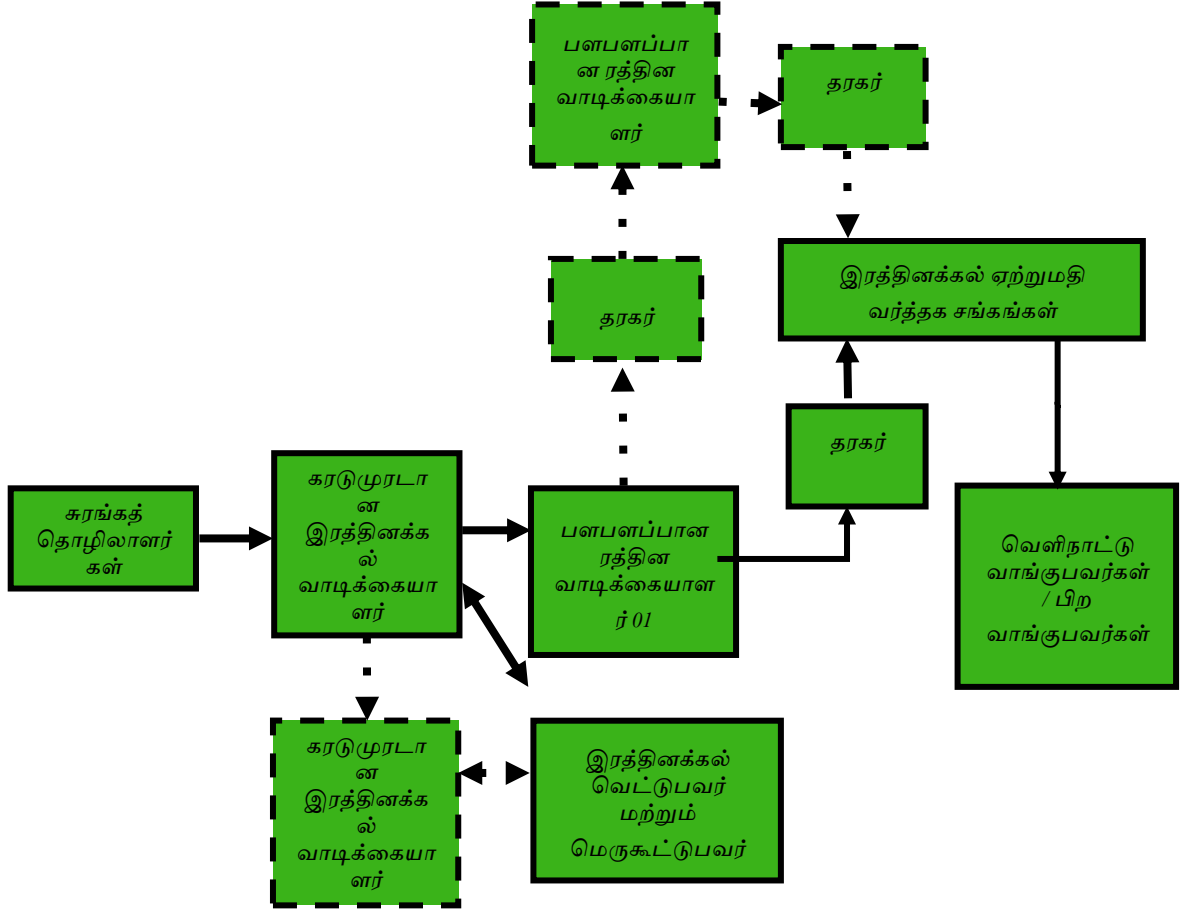 பளபளப்பா
ன ரத்தின
வாடிக்கையா
ளர்
தரகர்
தரகர்
இரத்தினக்கல் ஏற்றுமதி
வர்த்தக சங்கங்கள்
தரகர்
சுரங்கத்
தொழிலாளர்
கள்
கரடுமுரடா
ன
இரத்தினக்க
ல்
வாடிக்கையா
ளர்
பளபளப்பான
ரத்தின
வாடிக்கையாள
ர் 01
வெளிநாட்டு
வாங்குபவர்கள்
/ பிற
வாங்குபவர்கள்
கரடுமுரடா
ன
இரத்தினக்க
ல்
வாடிக்கையா
ளர்
இரத்தினக்கல்
வெட்டுபவர்
மற்றும்
மெருகூட்டுபவர்